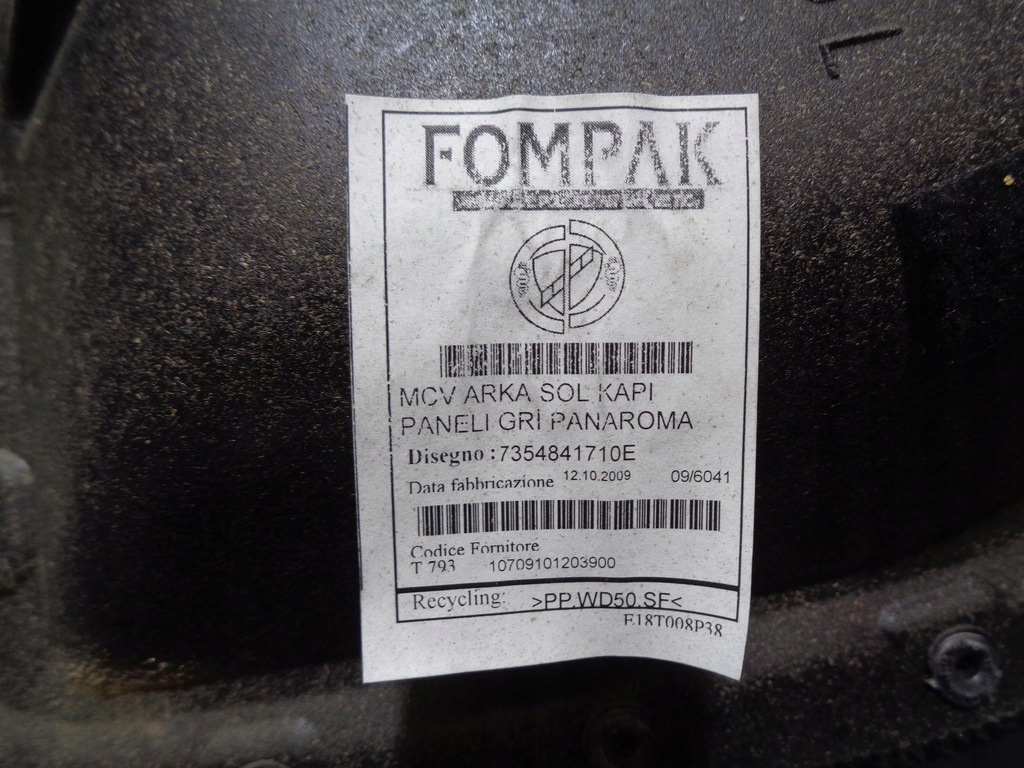 L
FOMPAK
MCV ARKA SOL KAPI
PANELI GRİ PANAROMA
Disegno : 7354841710E
Data fabbricazione 12.10.2009 09/6041
Codice Fornitore
T 793 10709101203900
Recycling: >PP.WD50.SF<
E18T008P38